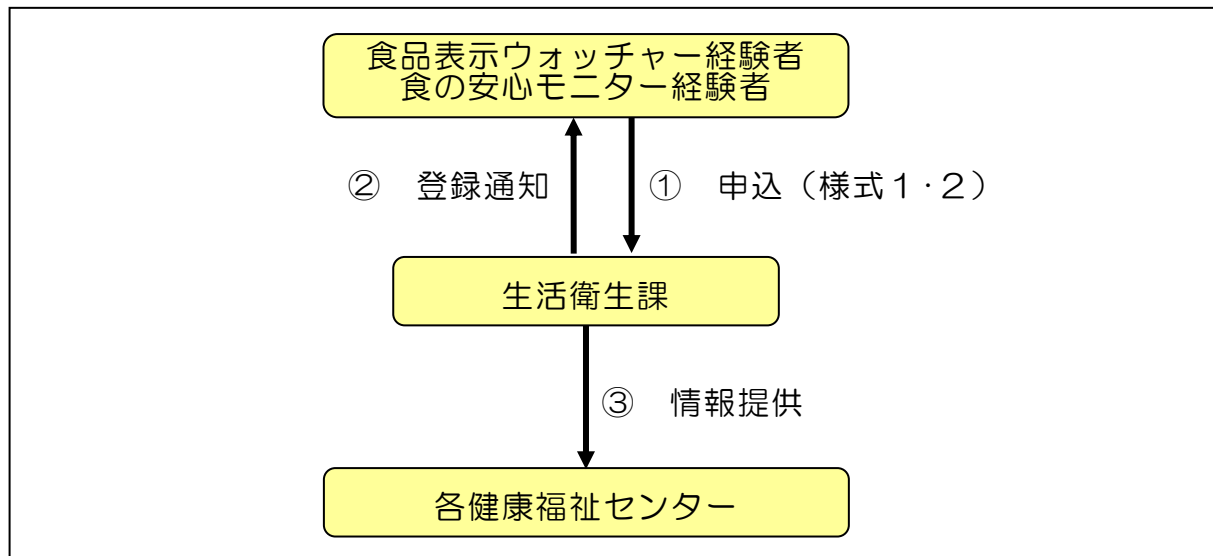 食品表示ウォッチャー経験者
食の安心モニター経験者
② 登録通知
① 申込（様式１・２）
生活衛生課
③ 情報提供
各健康福祉センター